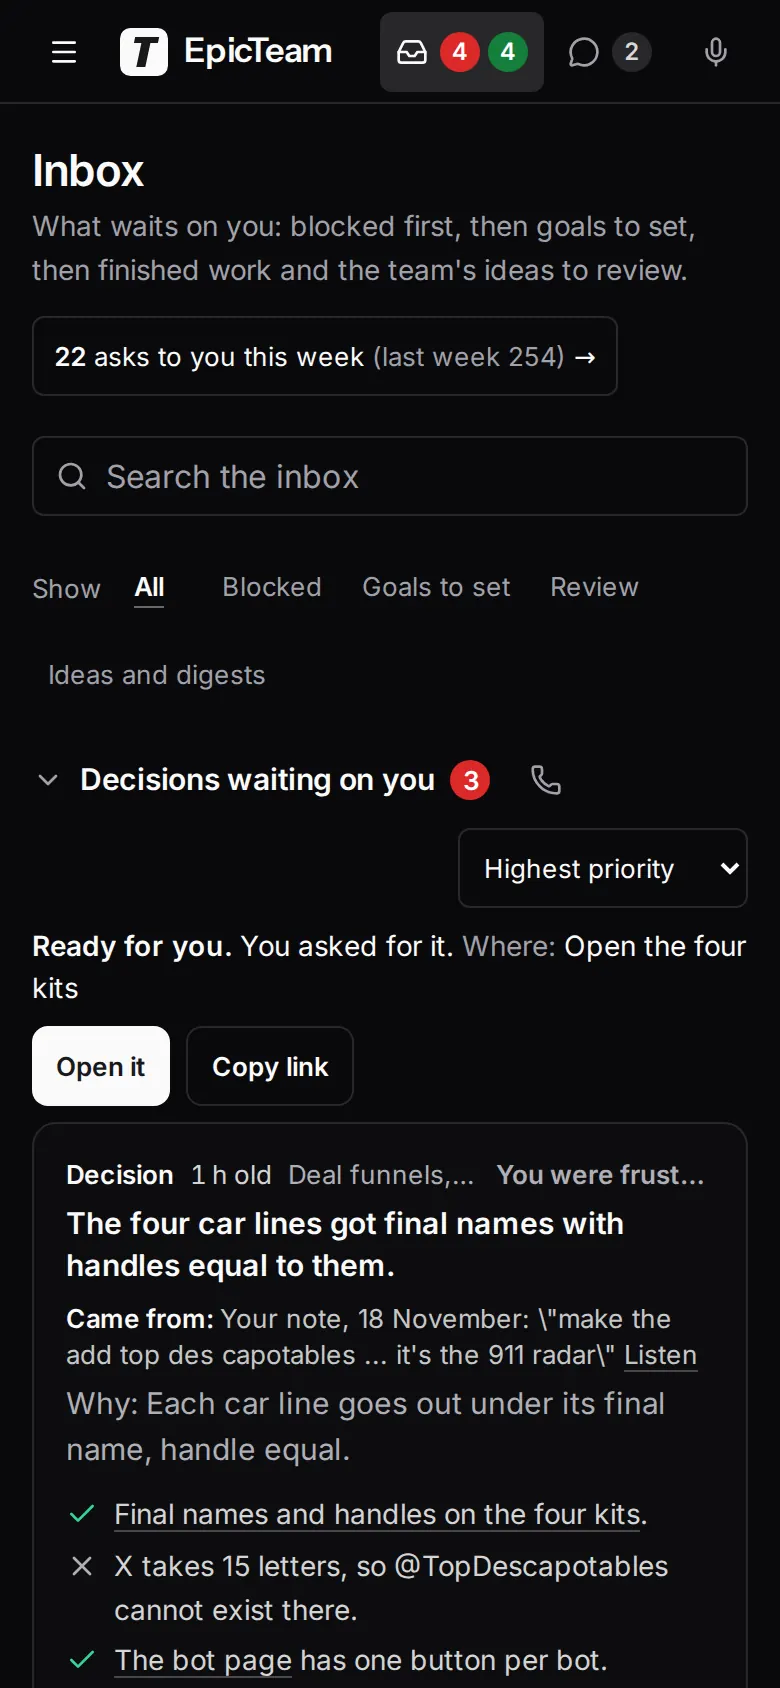 T EpicTeam 4 4 2
Inbox
What waits on you: blocked first, then goals to set,
then finished work and the team's ideas to review.
22 asks to you this week (last week 254) →
Search the inbox
Show All Blocked Goals to set Review
Ideas and digests
Decisions waiting on you 3
Highest priority
Ready for you. You asked for it. Where: Open the four
kits
Open it Copy link
Decision 1 h old Deal funnels,... You were frust...
The four car lines got final names with
handles equal to them.
Came from: Your note, 18 November: \"make the
add top des capotables ... it's the 911 radar\" Listen
Why: Each car line goes out under its final
name, handle equal.
Final names and handles on the four kits.
X takes 15 letters, so @TopDescapotables
cannot exist there.
The bot page has one button per bot.